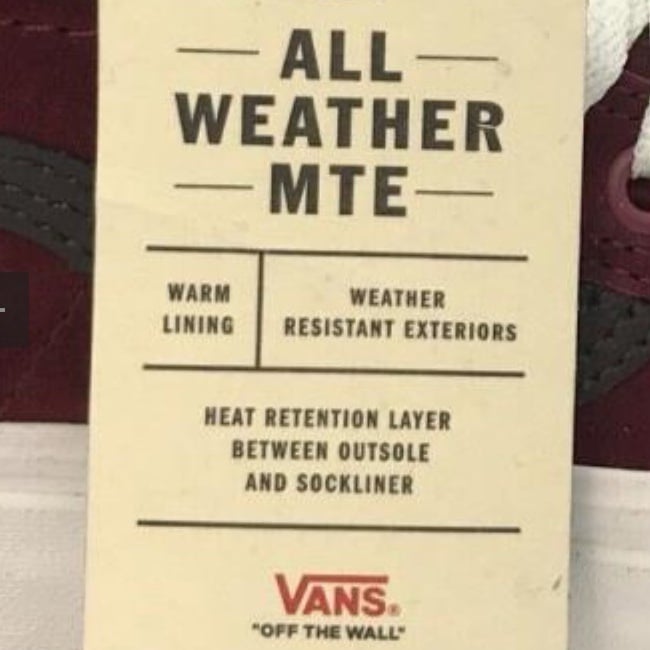 ALL
WEATHER
MTE
WARM
LINING
WEATHER
RESISTANT EXTERIORS
HEAT RETENTION LAYER
BETWEEN OUTSOLE
AND SOCKLINER
VANS®
"OFF THE WALL"